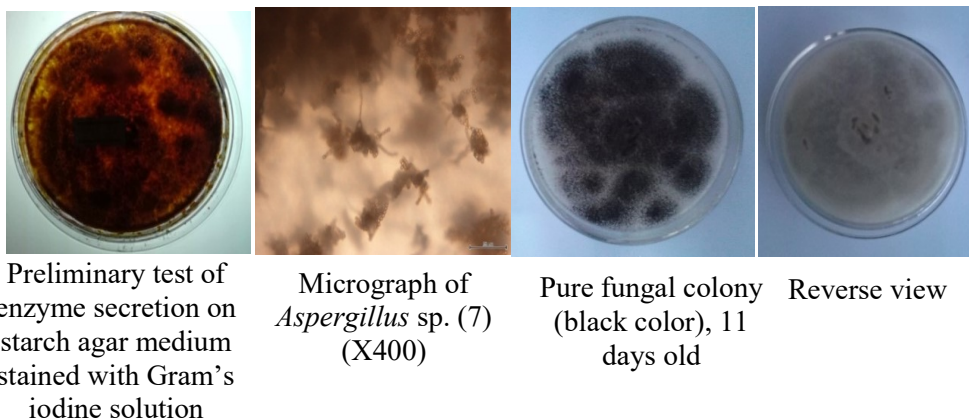 Preliminary test of
enzyme secretion on
starch agar medium
stained with Gram's
iodine solution
Micrograph of
Aspergillus sp. (7)
(X400)
Pure fungal colony
(black color), 11
days old
Reverse view